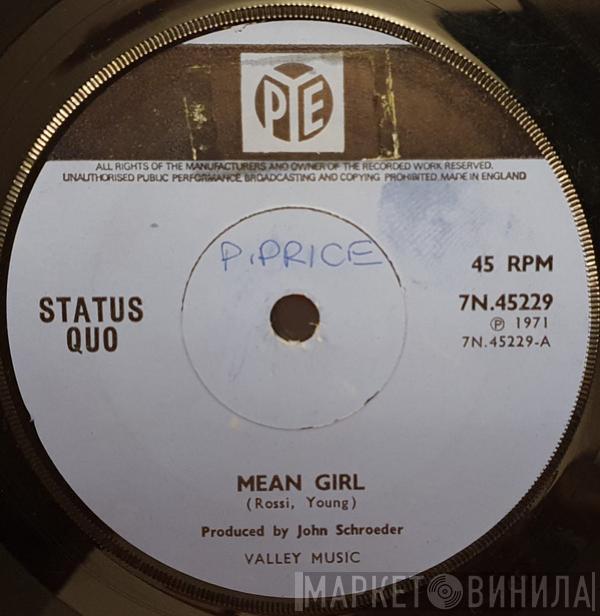 PYE
ALL RIGHTS OF THE MANUFACTURERS AND OWNER OF THE RECORDED WORK RESERVED.
UNAUTHORISED PUBLIC PERFORMANCE, BROADCASTING AND COPYING PROHIBITED. MADE IN ENGLAND
P. PRICE
45 RPM
STATUS
QUO
7N.45229
Ⓟ 1971
7N.45229-A
MEAN GIRL
(Rossi, Young)
Produced by John Schroeder
VALLEY MUSIC
МАРКЕТ ВИНИЛА